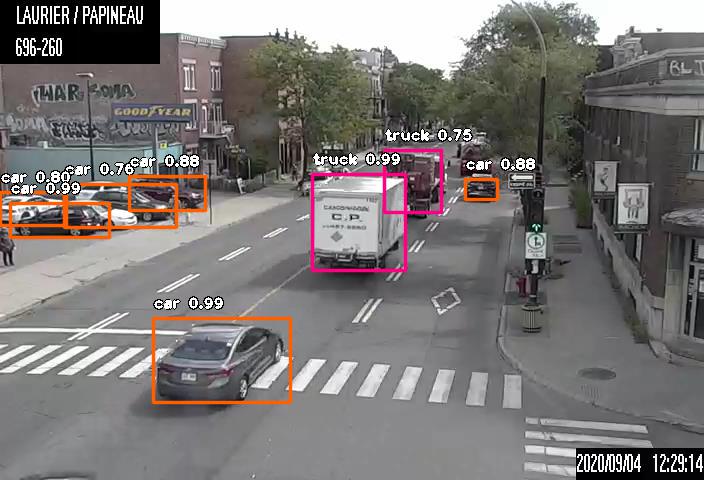 LAURIER / PAPINEAU
696-260
GOODYEAR
car 0.80
car 0.76
car 0.88
car 0.99
truck 0.99
truck 0.75
car 0.88
C.P.
car 0.99
2020/09/04 12:29:14